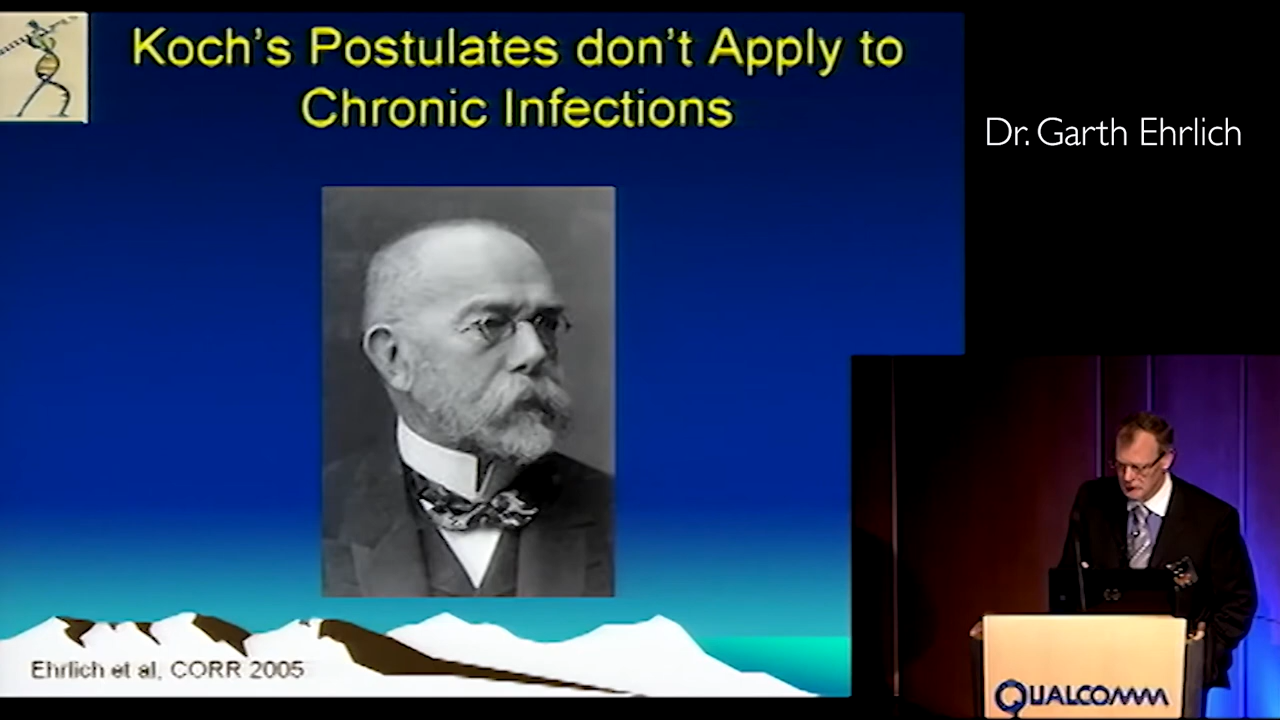 Koch's Postulates don't Apply to
Chronic Infections
Dr. Garth Ehrlich
Ehrlich et al, CORR 2005
QUALCOMM